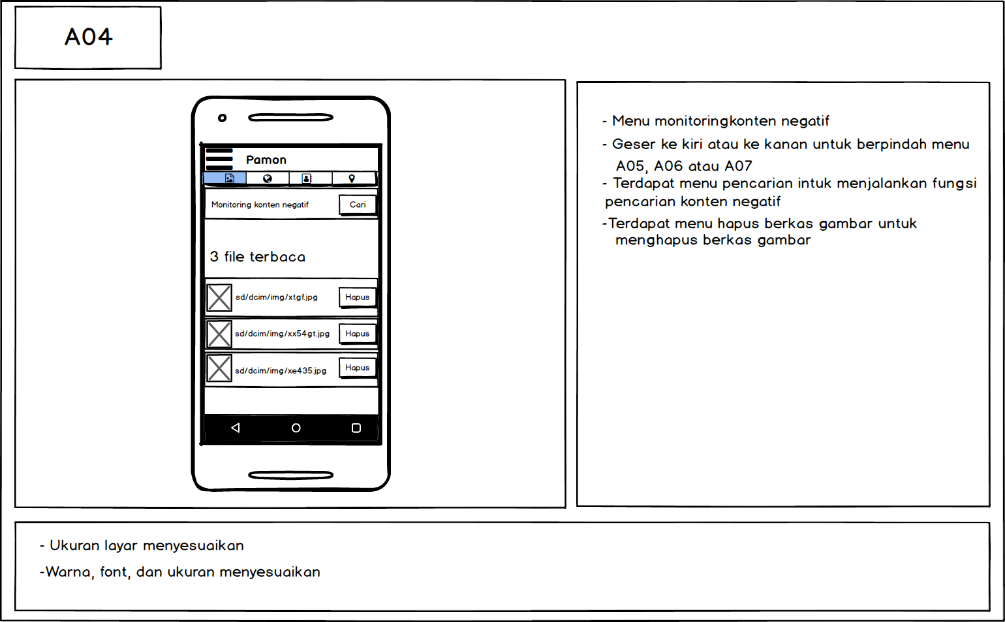 A04
Pamon
Monitoring konten negatif
Cari
3 file terbaca
sd/dcim/img/xtgf.jpg
Hapus
sd/dcim/img/xx54gt.jpg
Hapus
sd/dcim/img/xe435.jpg
Hapus
- Menu monitoringkonten negatif
- Geser ke kiri atau ke kanan untuk berpindah menu
A05, A06 atau A07
- Terdapat menu pencarian intuk menjalankan fungsi
pencarian konten negatif
-Terdapat menu hapus berkas gambar untuk
menghapus berkas gambar
- Ukuran layar menyesuaikan
-Warna, font, dan ukuran menyesuaikan